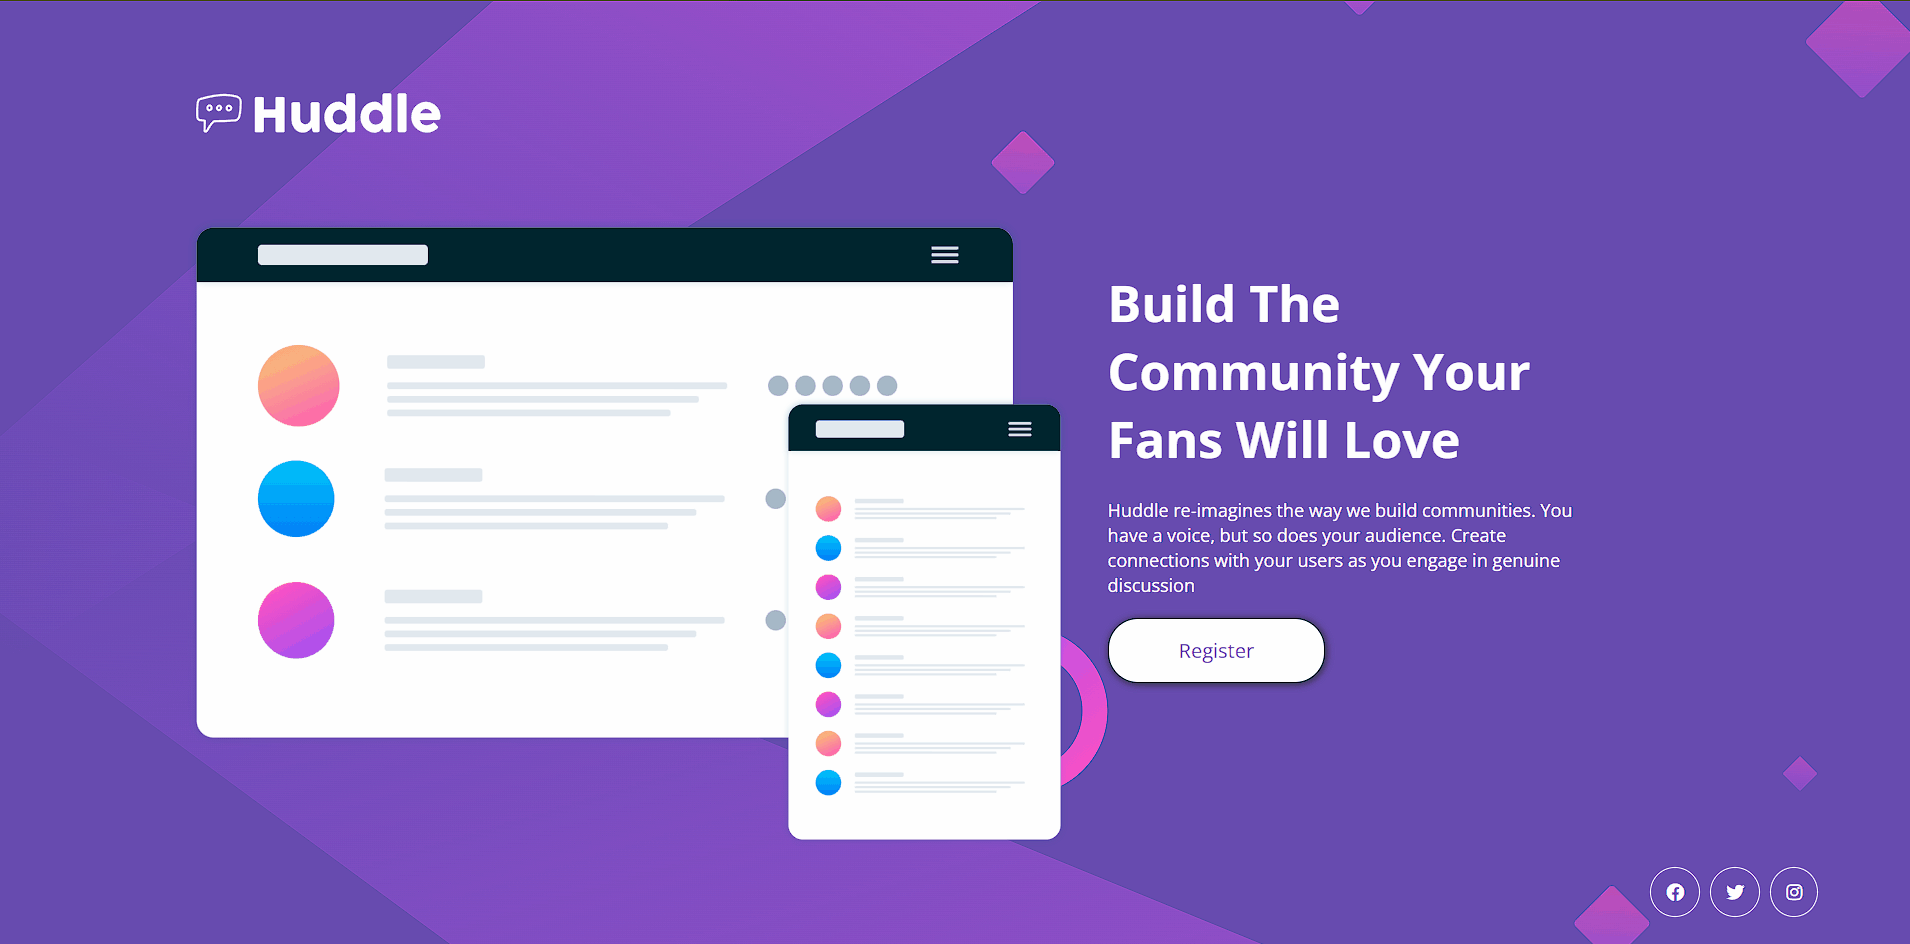 Huddle
Build The
Community Your
Fans Will Love
Huddle re-imagines the way we build communities. You
have a voice, but so does your audience. Create
connections with your users as you engage in genuine
discussion
Register